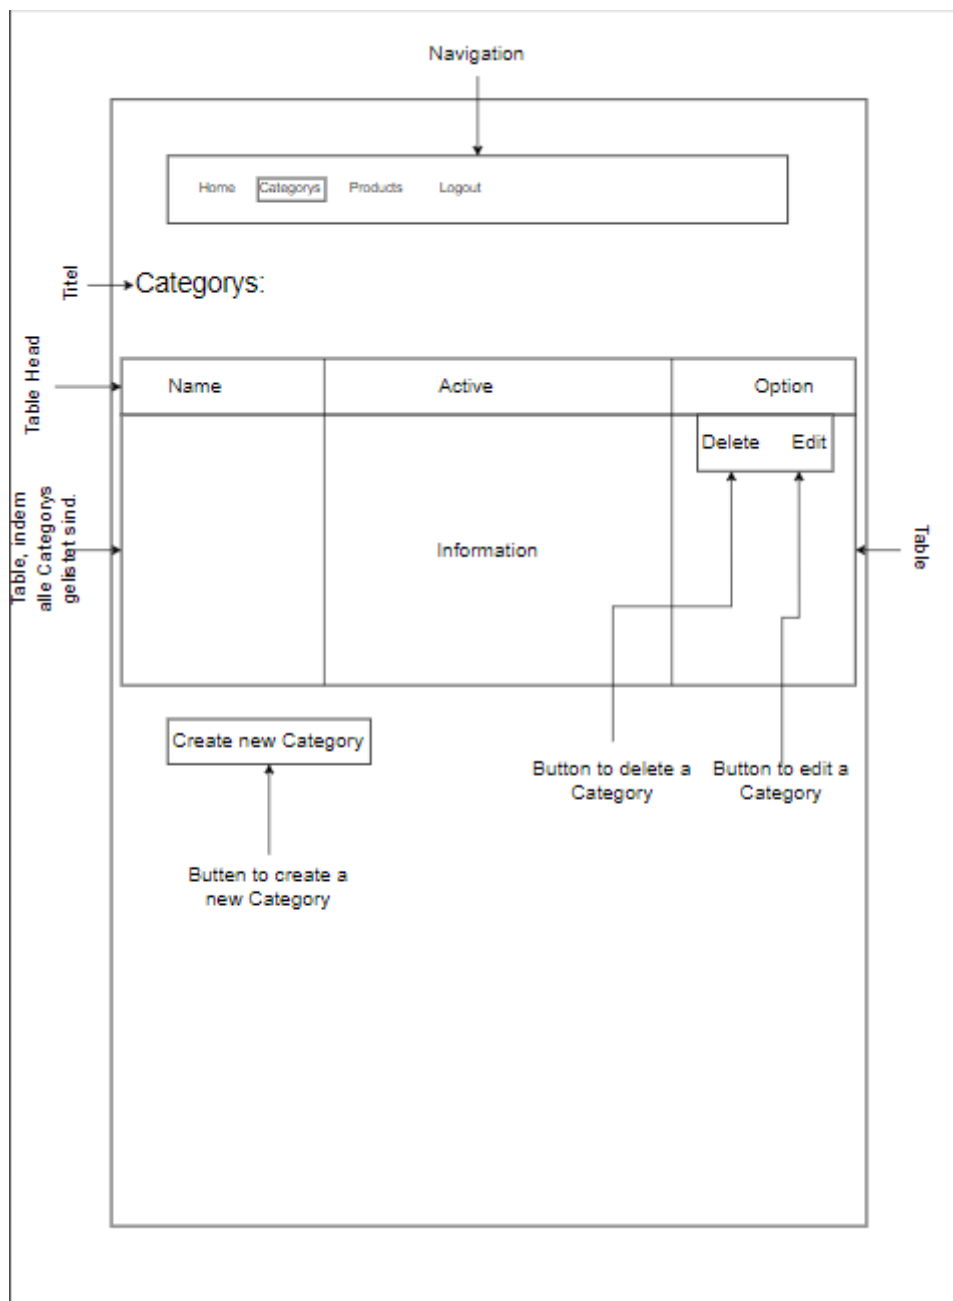 Navigation
Home Categorys Products Logout
Titel
Categorys:
Table Head
Name Active Option
Delete Edit
Table, indem
alle Categorys
gelistet sind.
Information
Table
Create new Category
Button to delete a
Category
Button to edit a
Category
Butten to create a
new Category